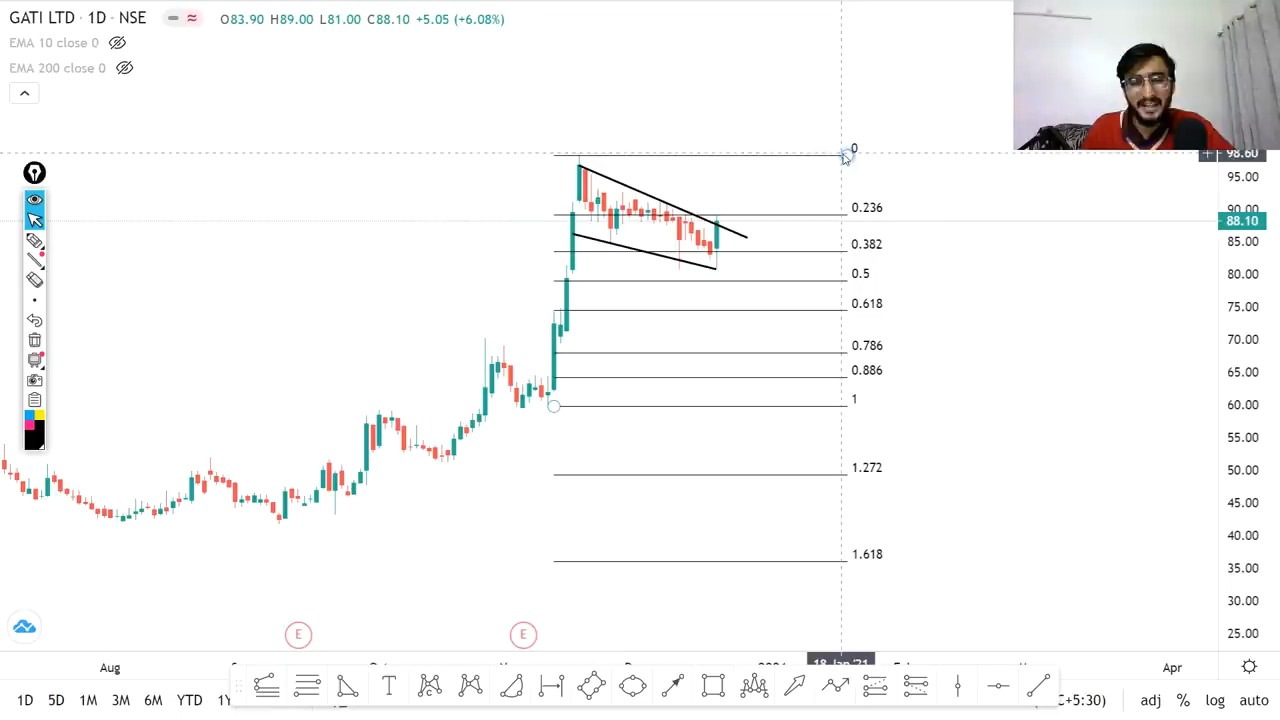 GATI LTD · 1D · NSE
O83.90 H89.00 L81.00 C88.10 +5.05 (+6.08%)
EMA 10 close 0
EMA 200 close 0
0
0.236
0.382
0.5
0.618
0.786
0.886
1
1.272
1.618
98.60
95.00
90.00
88.10
85.00
80.00
75.00
70.00
65.00
60.00
55.00
50.00
45.00
40.00
35.00
30.00
25.00
E
E
Aug
18 Jan '21
Apr
1D 5D 1M 3M 6M YTD
C+5:30)
adj % log auto